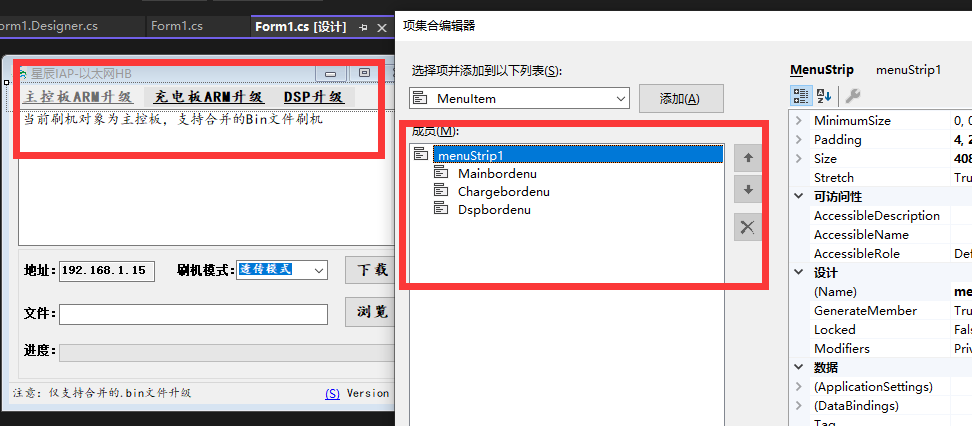 orm1.Designer.cs
Form1.cs
Form1.cs [设计]
星辰IAP-以太网HB
主控板ARM升级 充电板ARM升级 DSP升级
当前刷机对象为主控板，支持合并的Bin文件刷机
地址: 192.168.1.15 刷机模式: 透传模式 下载
文件: 浏览
进度:
注意：仅支持合并的.bin文件升级 (S) Version
项集合编辑器
选择项并添加到以下列表(S):
MenuItem 添加(A)
成员(M):
menuStrip1
Mainbordenu
Chargebordenu
Dspbordenu
MenuStrip menuStrip1
MinimumSize 0, 0
Padding 4, 2
Size 408
Stretch Tru
可访问性
AccessibleDescription
AccessibleName
AccessibleRole Def
设计
(Name) me
GenerateMember Tru
Locked Fals
Modifiers Priv
数据
(ApplicationSettings)
(DataBindings)
Tag